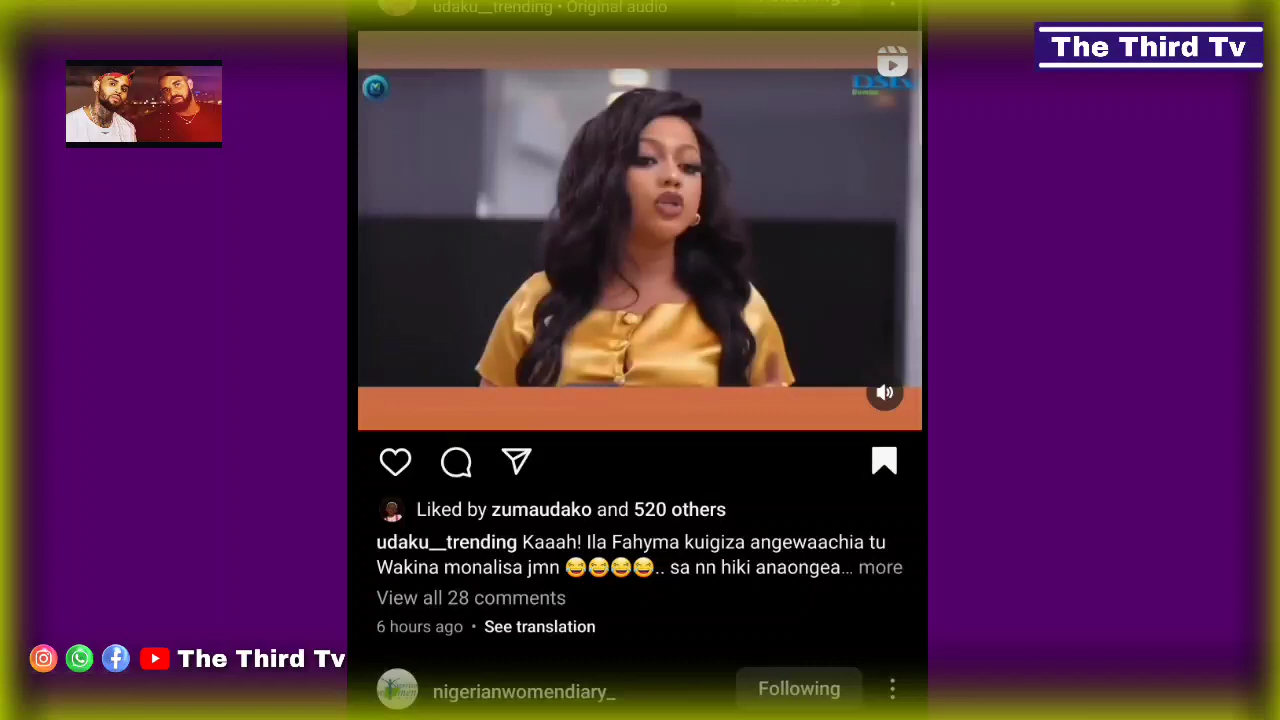 udaku__trending • Original audio
The Third Tv
DStv
Liked by zumaudako and 520 others
udaku__trending Kaaah! Ila Fahyma kuigiza angewaachia tu
Wakina monalisa jmn 😂😂😂😂.. sa nn hiki anaongea… more
View all 28 comments
6 hours ago • See translation
The Third Tv
nigerianwomendiary_
Following